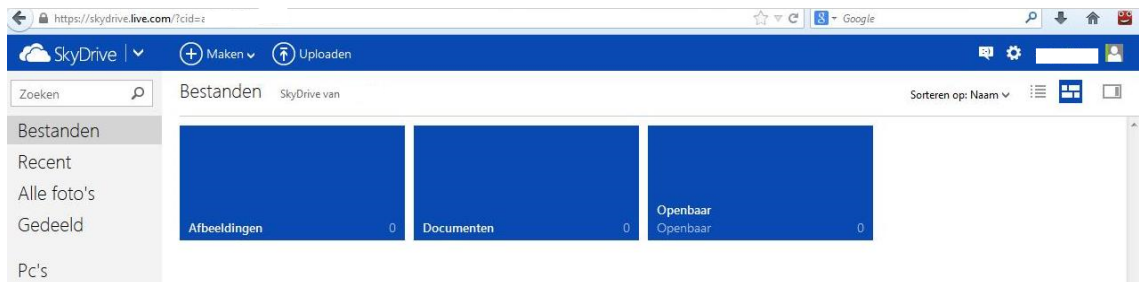 https://skydrive.live.com/?cid=a
Google
SkyDrive
Maken
Uploaden
Zoeken
Bestanden SkyDrive van
Sorteren op: Naam
Bestanden
Recent
Alle foto's
Gedeeld
Pc's
Afbeeldingen 0
Documenten 0
Openbaar
Openbaar 0